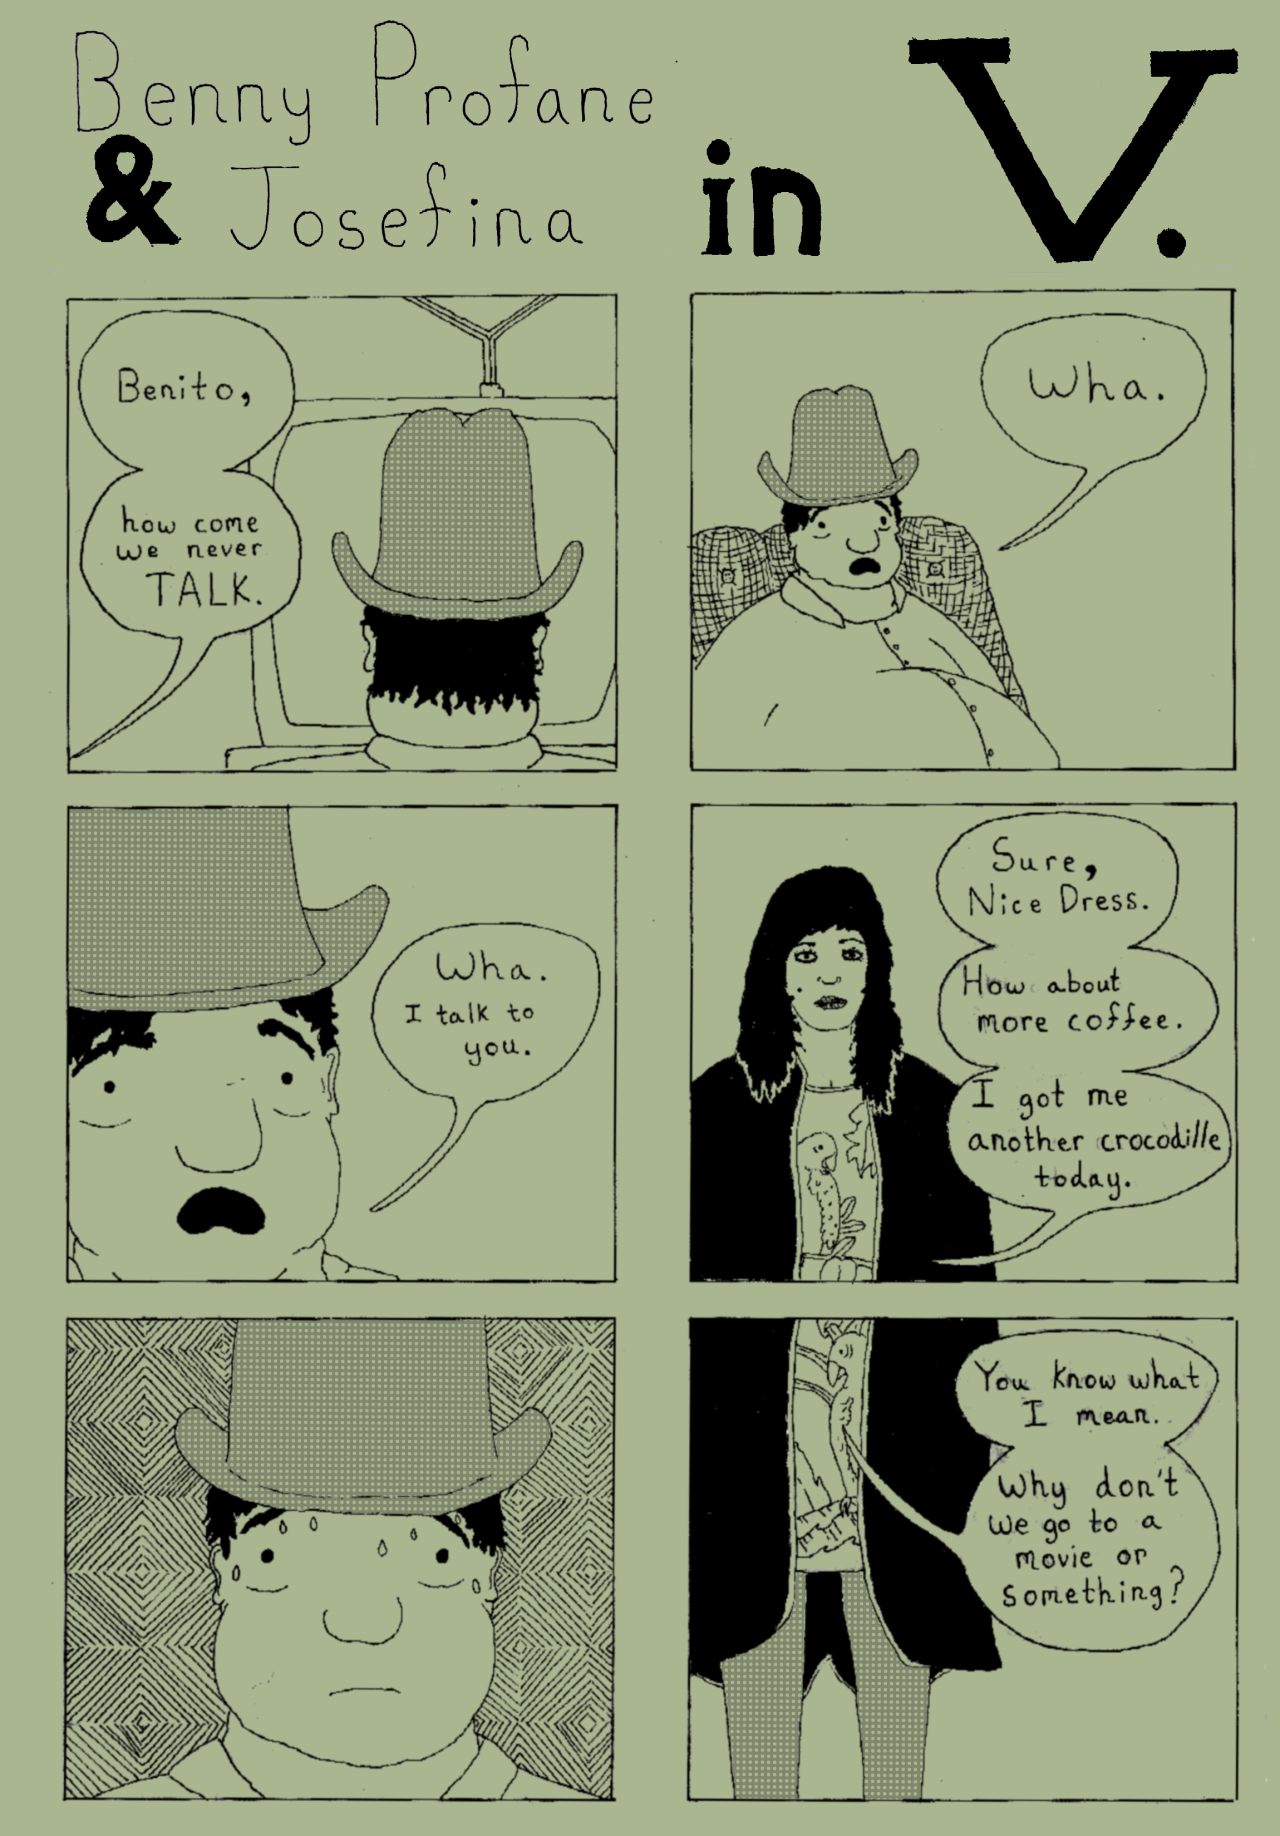 Benny Profane
& Josefina in V.
Benito,
how come
we never
TALK.
Wha.
Wha.
I talk to
you.
Sure,
Nice Dress.
How about
more coffee.
I got me
another crocodille
today.
You know what
I mean.
Why don't
we go to a
movie or
something?